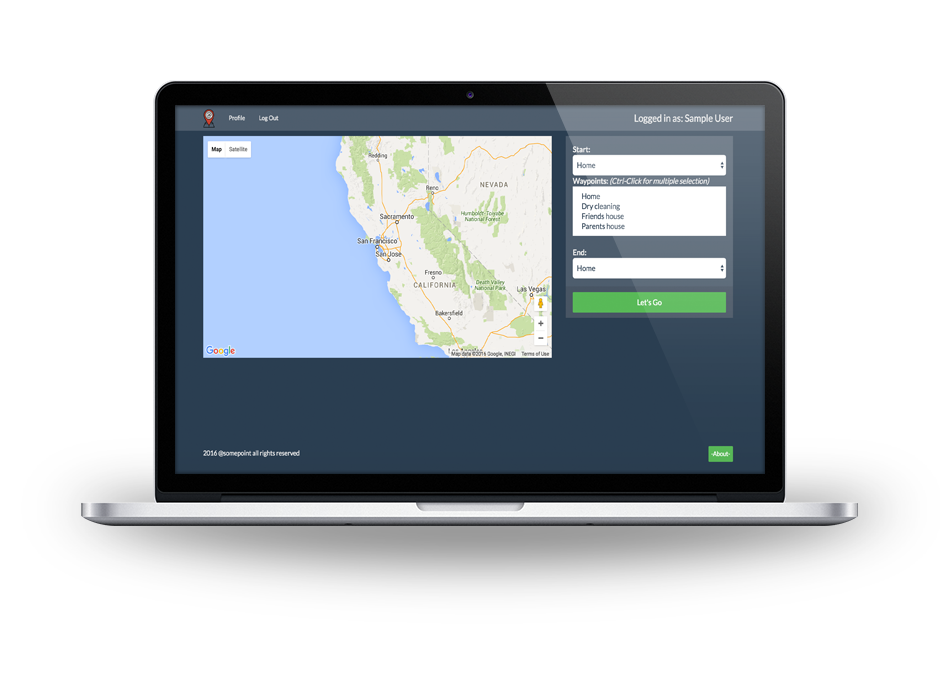 Profile
Log Out
Logged in as: Sample User
Map
Satellite
Redding
Reno
NEVADA
Sacramento
Humboldt-Toiyabe
National Forest
San Francisco
San Jose
Fresno
CALIFORNIA
Death Valley
National Park
Las Vegas
Bakersfield
Los Angeles
Google
Map data ©2016 Google, INEGI
Terms of Use
Start:
Home
Waypoints: (Ctrl-Click for multiple selection)
Home
Dry cleaning
Friends house
Parents house
End:
Home
Let's Go
2016 @somepoint all rights reserved
-About-